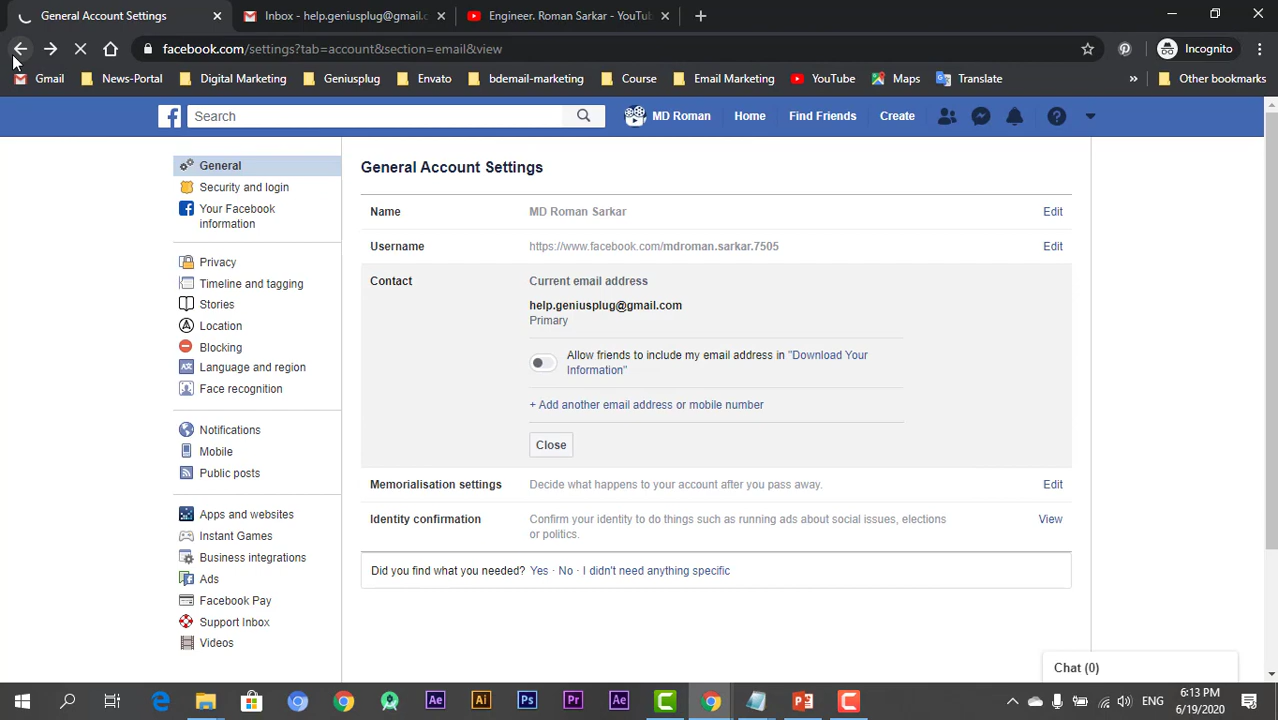 General Account Settings
Inbox - help.geniusplug@gmail.c
Engineer. Roman Sarkar - YouTub
facebook.com/settings?tab=account&section=email&view
Incognito
Gmail
News-Portal
Digital Marketing
Geniusplug
Envato
bdemail-marketing
Course
Email Marketing
YouTube
Maps
Translate
»
Other bookmarks
Search
MD Roman
Home
Find Friends
Create
General
Security and login
Your Facebook
information
Privacy
Timeline and tagging
Stories
Location
Blocking
Language and region
Face recognition
Notifications
Mobile
Public posts
Apps and websites
Instant Games
Business integrations
Ads
Facebook Pay
Support Inbox
Videos
General Account Settings
Name MD Roman Sarkar Edit
Username https://www.facebook.com/mdroman.sarkar.7505 Edit
Contact Current email address
help.geniusplug@gmail.com
Primary
Allow friends to include my email address in "Download Your
Information"
+ Add another email address or mobile number
Close
Memorialisation settings Decide what happens to your account after you pass away. Edit
Identity confirmation Confirm your identity to do things such as running ads about social issues, elections View
or politics.
Did you find what you needed? Yes · No · I didn't need anything specific
Chat (0)
Ae
Ai
Ps
Pr
Ae
ENG
6:13 PM
6/19/2020